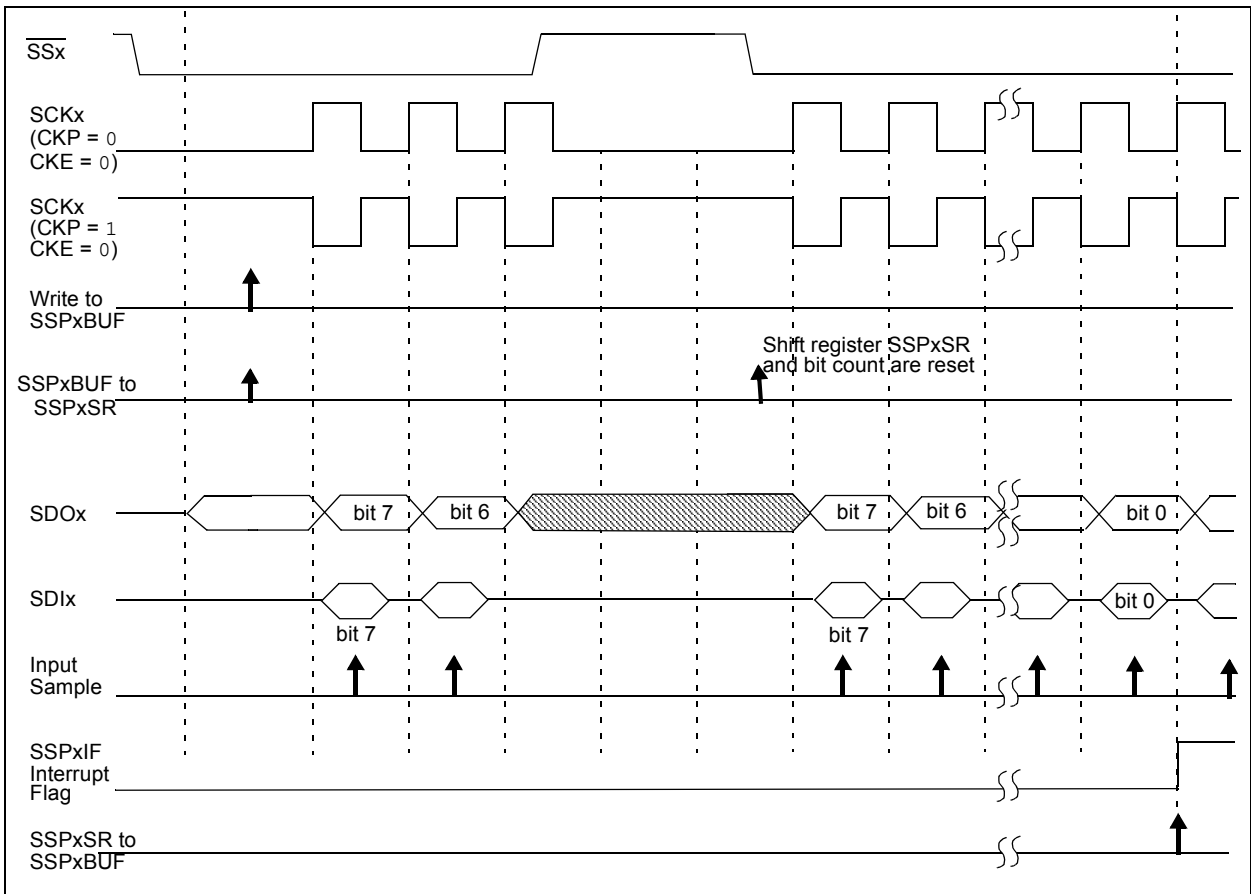 SSx
SCKx
(CKP = 0
CKE = 0)
SCKx
(CKP = 1
CKE = 0)
Write to
SSPxBUF
Shift register SSPxSR
and bit count are reset
SSPxBUF to
SSPxSR
SDOx
bit 7
bit 6
bit 7
bit 6
bit 0
SDIx
bit 0
bit 7
bit 7
Input
Sample
SSPxIF
Interrupt
Flag
SSPxSR to
SSPxBUF